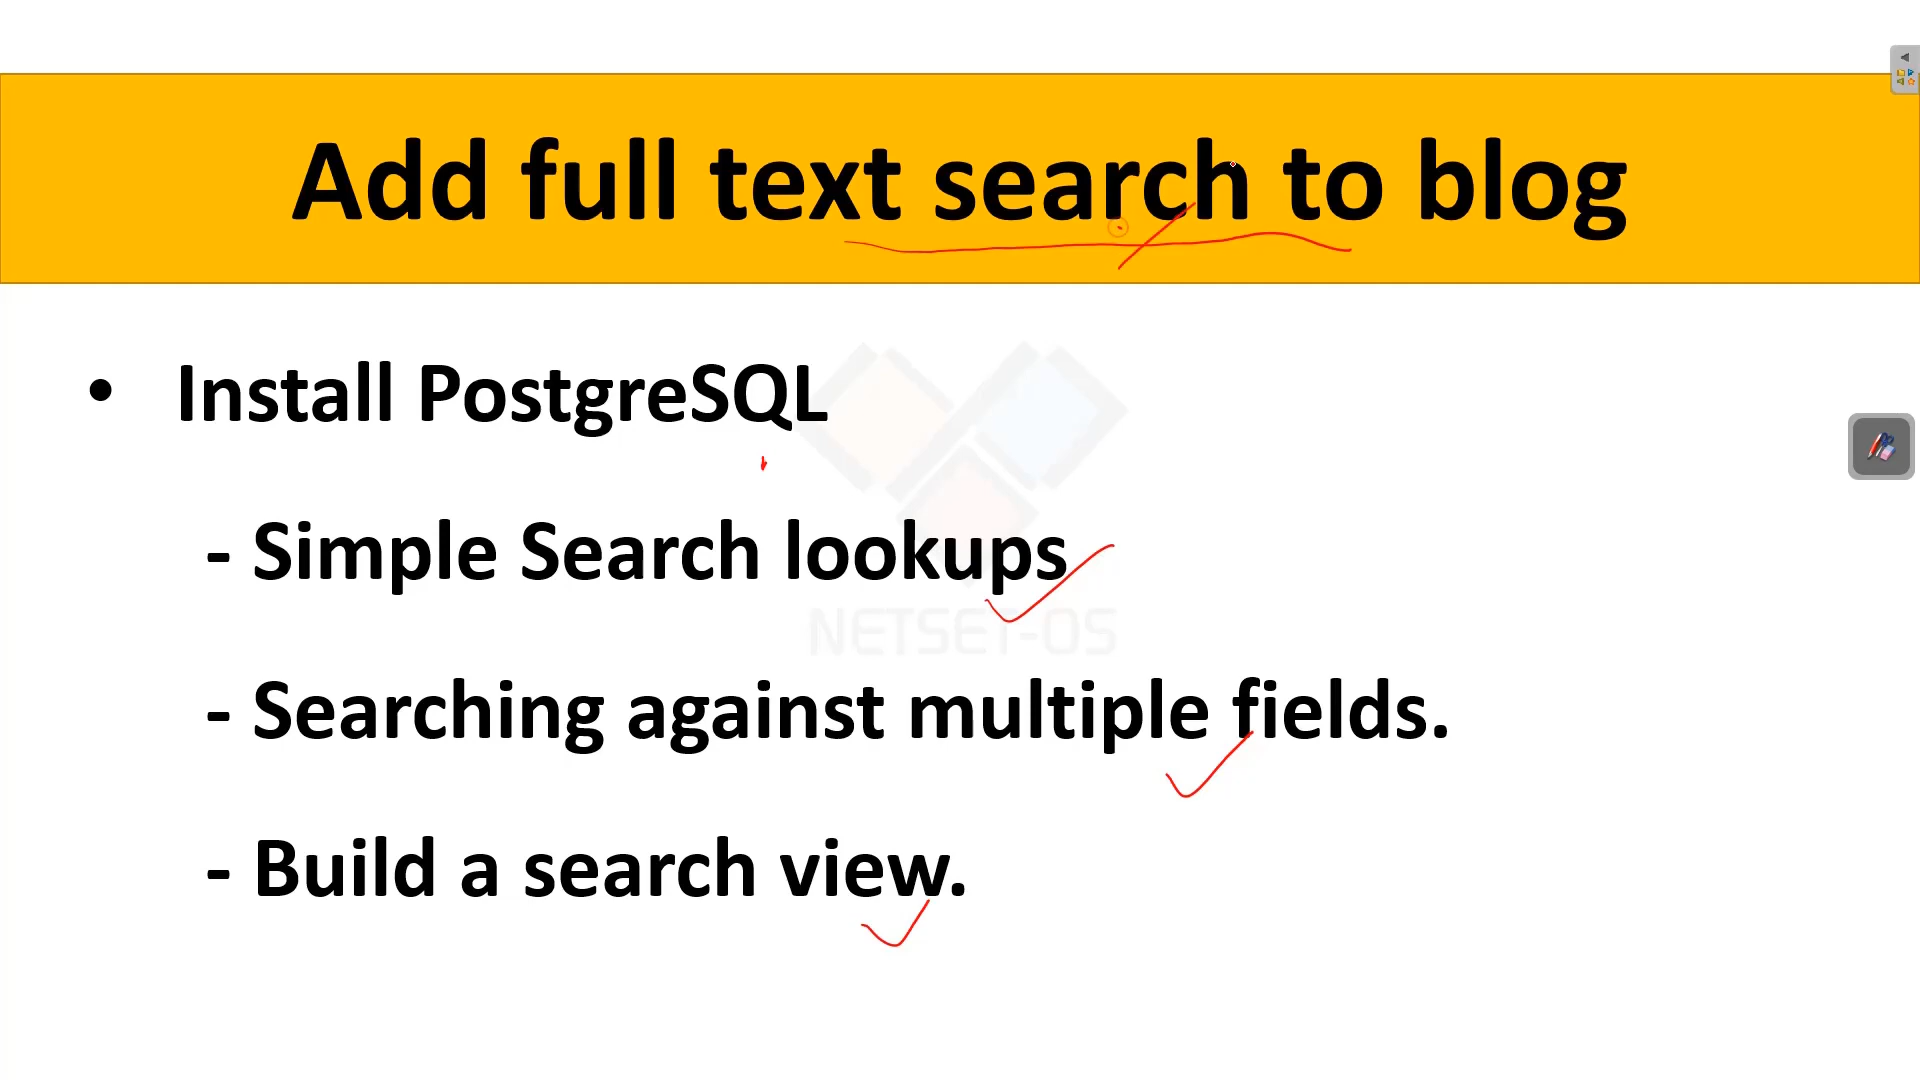 Add full text search to blog
• Install PostgreSQL
- Simple Search lookups
NETSET-OS
- Searching against multiple fields.
- Build a search view.